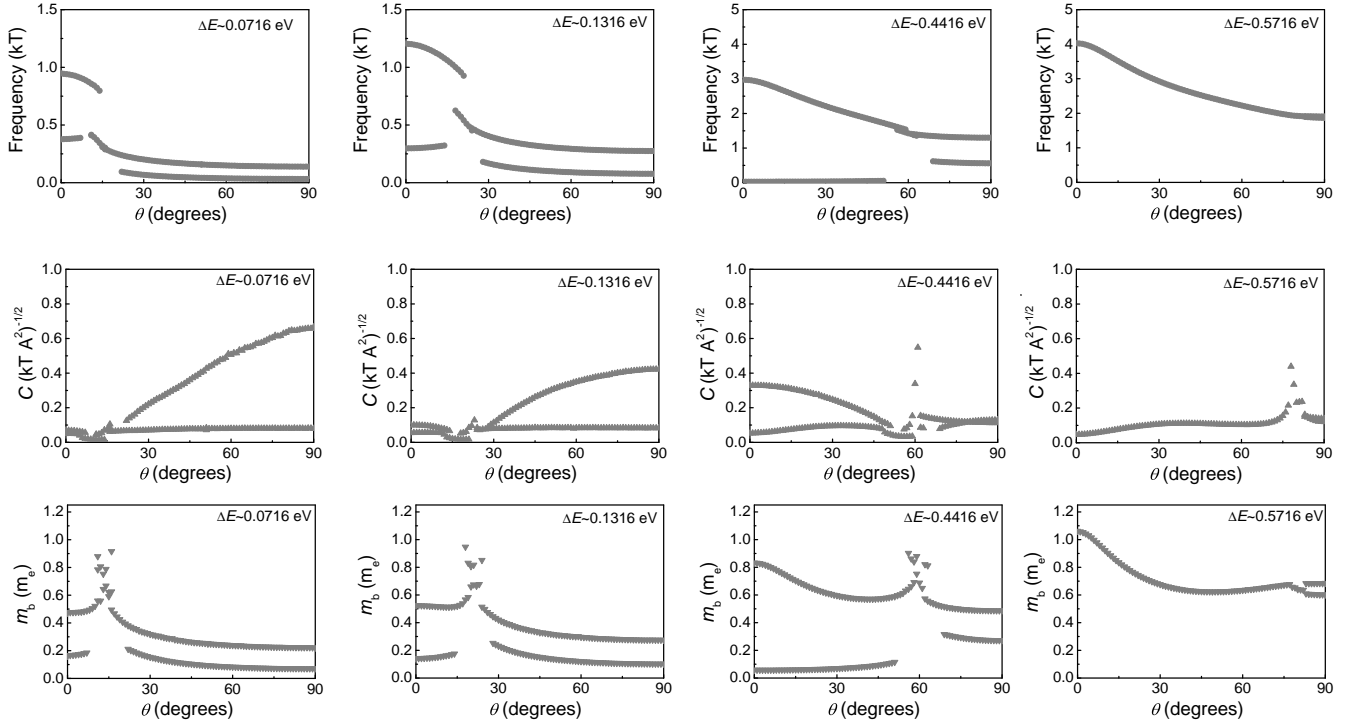 Frequency (kT)
1.5
1.0
0.5
0.0
ΔE~0.0716 eV
0 30 60 90
θ (degrees)
Frequency (kT)
1.5
1.0
0.5
0.0
ΔE~0.1316 eV
0 30 60 90
θ (degrees)
Frequency (kT)
5
4
3
2
1
0
ΔE~0.4416 eV
0 30 60 90
θ (degrees)
Frequency (kT)
5
4
3
2
1
0
ΔE~0.5716 eV
0 30 60 90
θ (degrees)
C (kT A²)^-1/2
1.0
0.8
0.6
0.4
0.2
0.0
ΔE~0.0716 eV
0 30 60 90
θ (degrees)
C (kT A²)^-1/2
1.0
0.8
0.6
0.4
0.2
0.0
ΔE~0.1316 eV
0 30 60 90
θ (degrees)
C (kT A²)^-1/2
1.0
0.8
0.6
0.4
0.2
0.0
ΔE~0.4416 eV
0 30 60 90
θ (degrees)
C (kT A²)^-1/2
1.0
0.8
0.6
0.4
0.2
0.0
ΔE~0.5716 eV
0 30 60 90
θ (degrees)
m_b (m_e)
1.2
1.0
0.8
0.6
0.4
0.2
0.0
ΔE~0.0716 eV
0 30 60 90
θ (degrees)
m_b (m_e)
1.2
1.0
0.8
0.6
0.4
0.2
0.0
ΔE~0.1316 eV
0 30 60 90
θ (degrees)
m_b (m_e)
1.2
1.0
0.8
0.6
0.4
0.2
0.0
ΔE~0.4416 eV
0 30 60 90
θ (degrees)
m_b (m_e)
1.2
1.0
0.8
0.6
0.4
0.2
0.0
ΔE~0.5716 eV
0 30 60 90
θ (degrees)